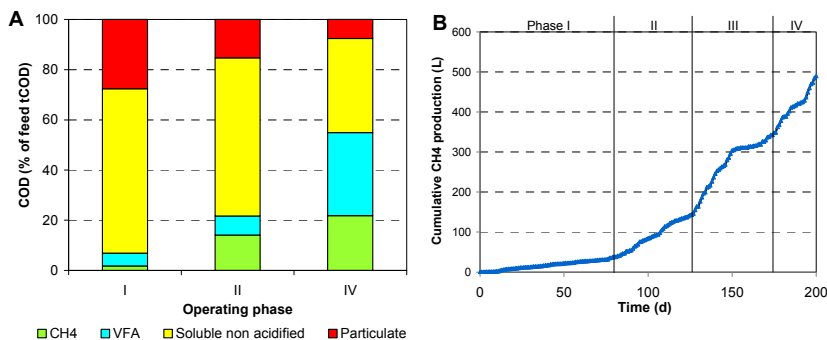 A
COD (% of feed tCOD)
100
80
60
40
20
0
I
II
IV
Operating phase
CH4
VFA
Soluble non acidified
Particulate
B
Phase I
II
III
IV
Cumulative CH4 production (L)
600
500
400
300
200
100
0
0
50
100
150
200
Time (d)